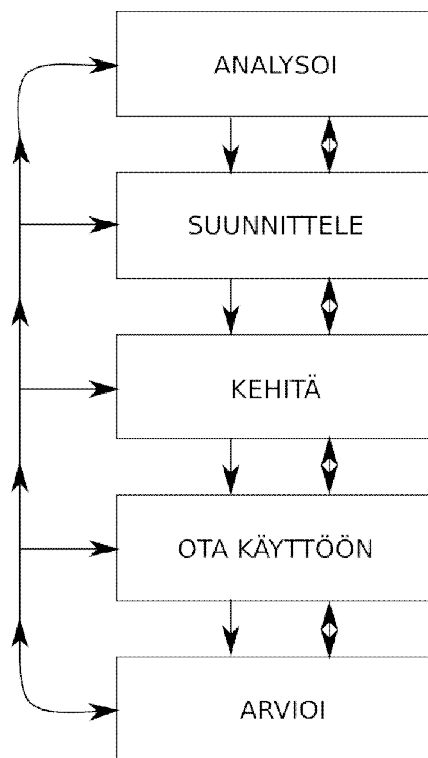 ANALYSOI
SUUNNITTELE
KEHITÄ
OTA KÄYTTÖÖN
ARVIOI